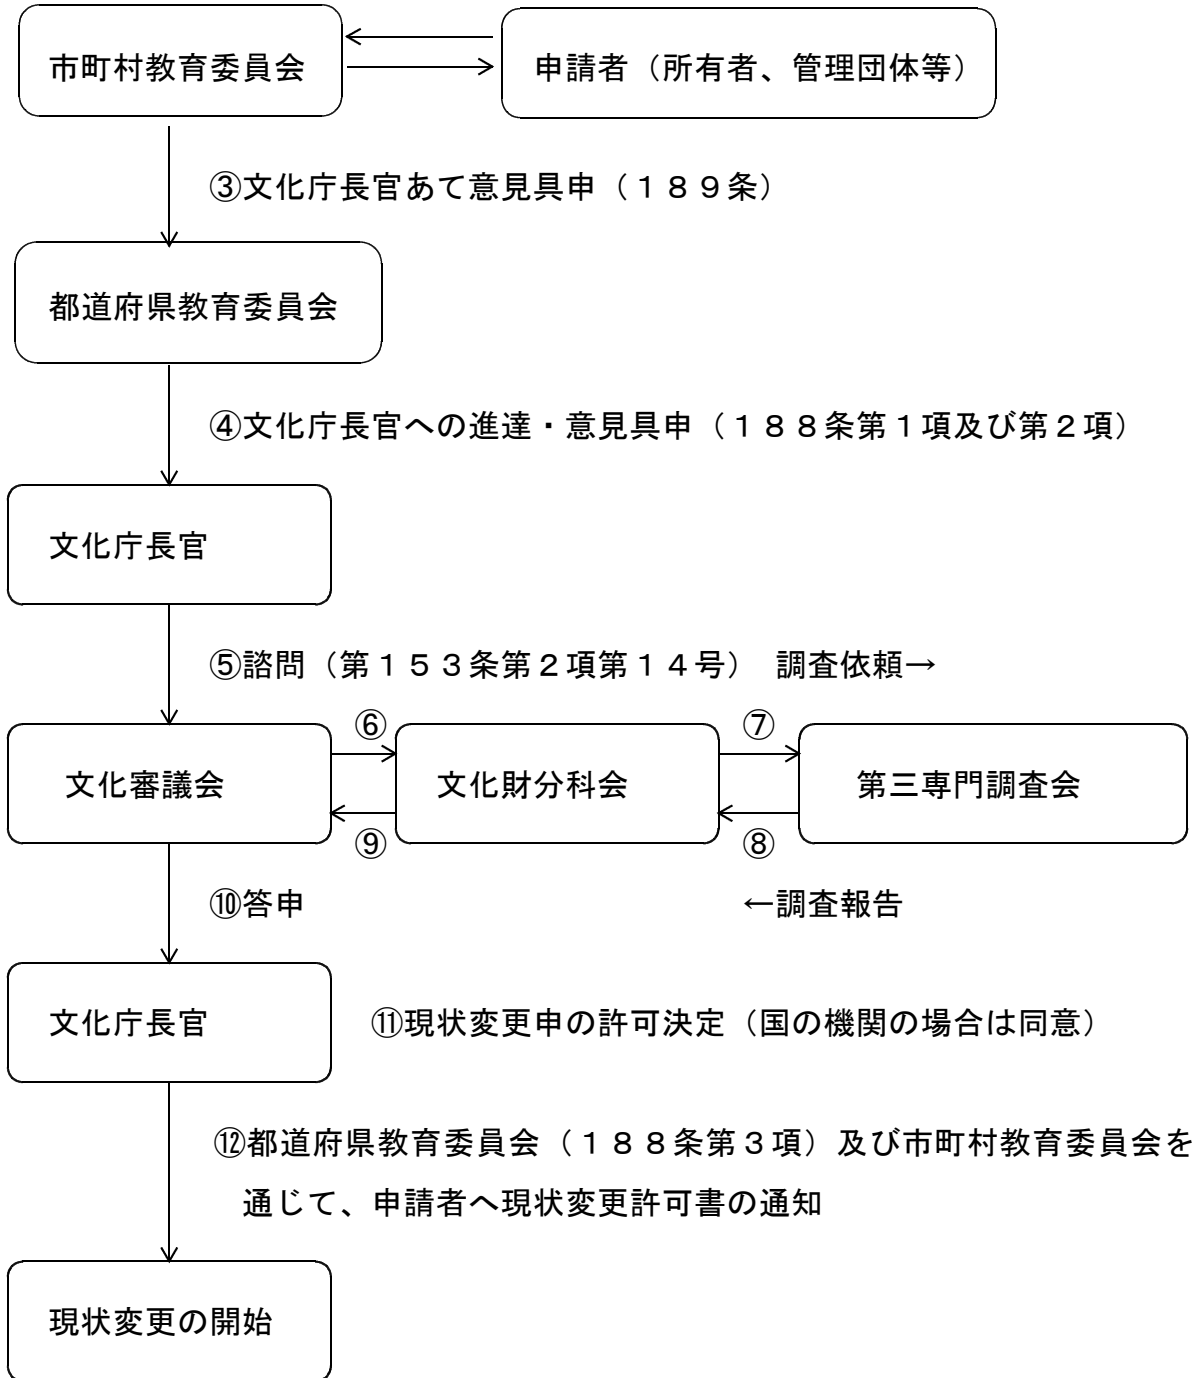 市町村教育委員会
申請者（所有者、管理団体等）
③文化庁長官あて意見具申（１８９条）
都道府県教育委員会
④文化庁長官への進達・意見具申（１８８条第１項及び第２項）
文化庁長官
⑤諮問（第１５３条第２項第１４号） 調査依頼→
⑥
⑦
文化審議会
文化財分科会
第三専門調査会
⑨
⑧
⑩答申
←調査報告
文化庁長官
⑪現状変更申の許可決定（国の機関の場合は同意）
⑫都道府県教育委員会（１８８条第３項）及び市町村教育委員会を
通じて、申請者へ現状変更許可書の通知
現状変更の開始